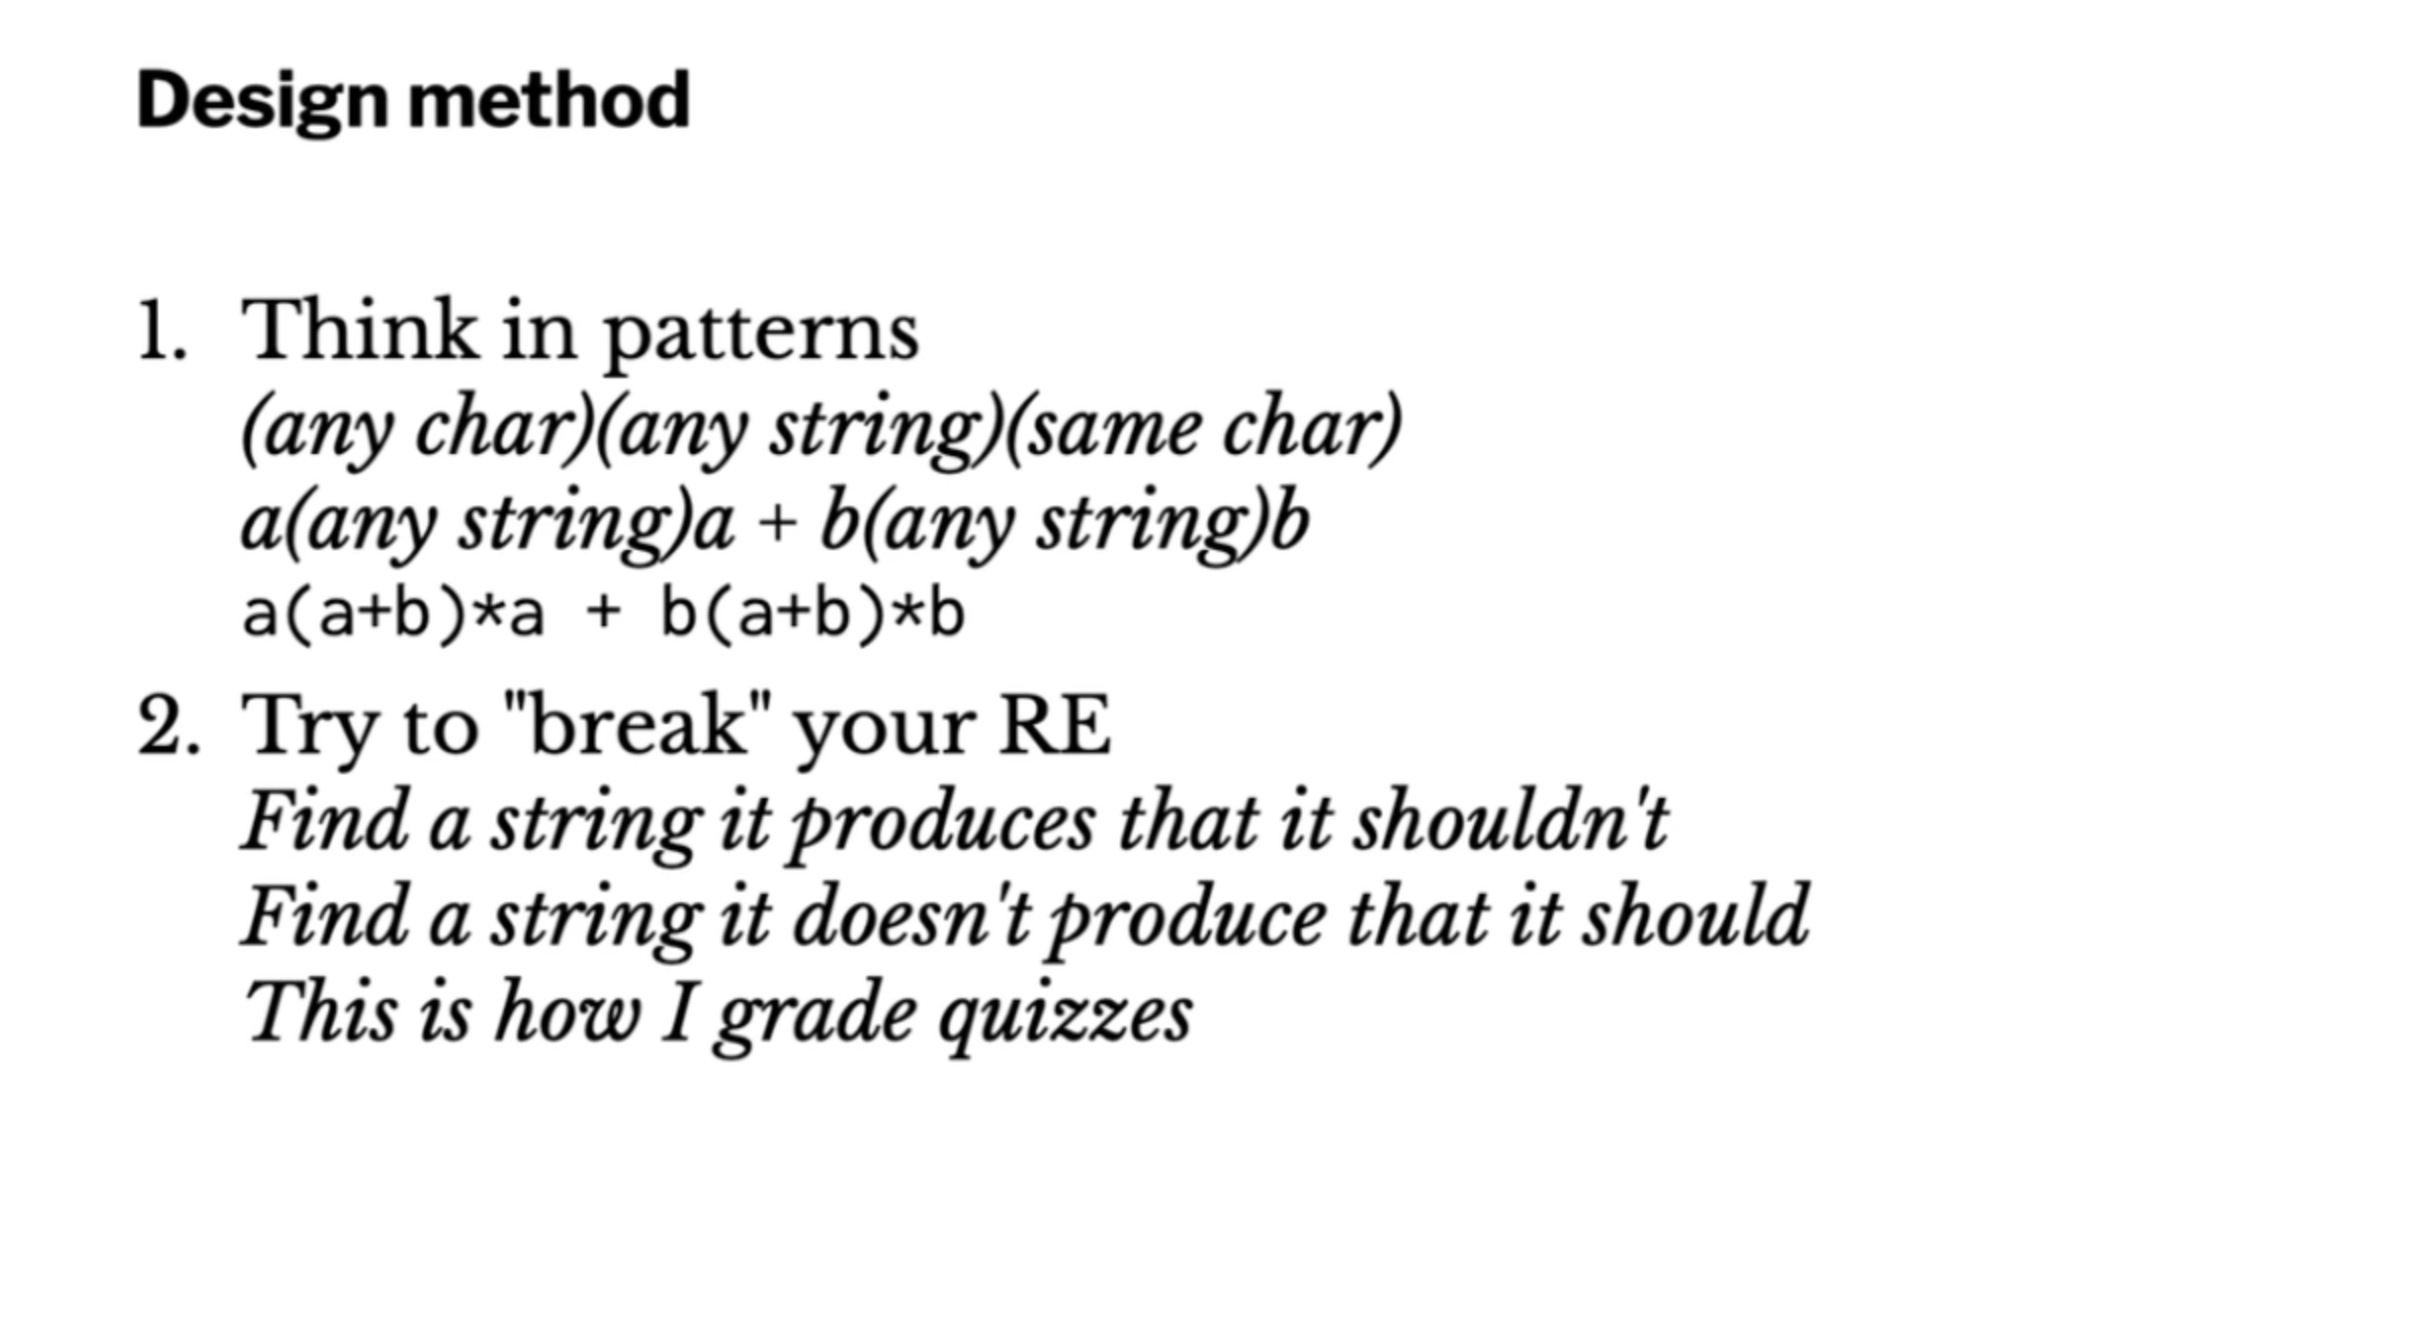 Design method
1. Think in patterns
(any char)(any string)(same char)
a(any string)a + b(any string)b
a(a+b)*a + b(a+b)*b
2. Try to "break" your RE
Find a string it produces that it shouldn't
Find a string it doesn't produce that it should
This is how I grade quizzes